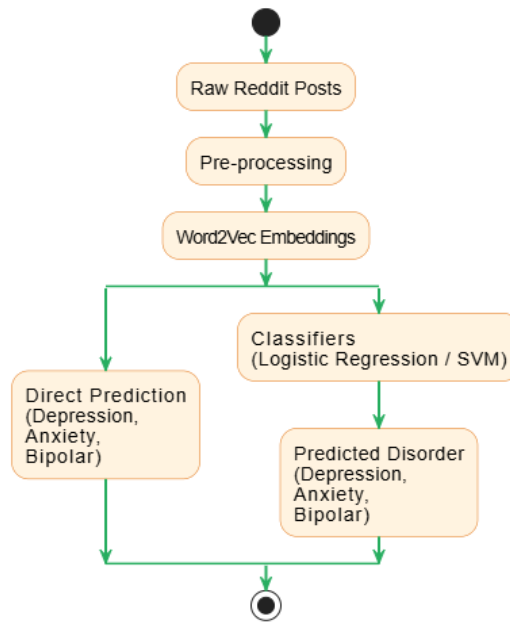 Raw Reddit Posts
Pre-processing
Word2Vec Embeddings
Classifiers
(Logistic Regression / SVM)
Direct Prediction
(Depression,
Anxiety,
Bipolar)
Predicted Disorder
(Depression,
Anxiety,
Bipolar)